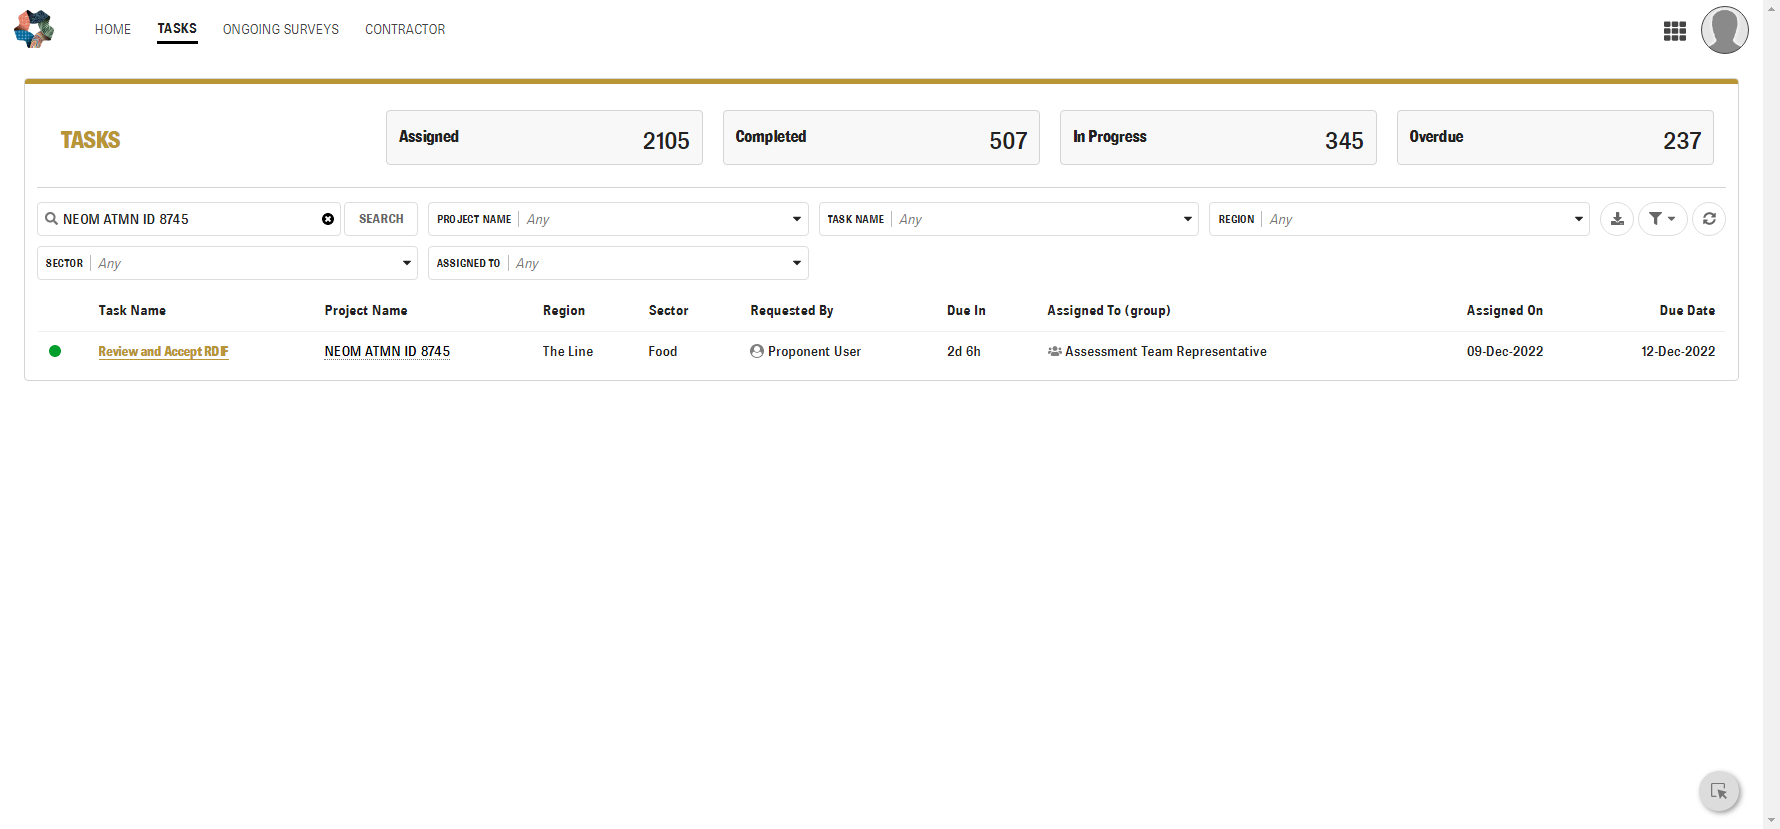 HOME TASKS ONGOING SURVEYS CONTRACTOR
TASKS
Assigned 2105
Completed 507
In Progress 345
Overdue 237
NEOM ATMN ID 8745 SEARCH PROJECT NAME Any TASK NAME Any REGION Any
SECTOR Any ASSIGNED TO Any
Task Name Project Name Region Sector Requested By Due In Assigned To (group) Assigned On Due Date
Review and Accept RDIF NEOM ATMN ID 8745 The Line Food Proponent User 2d 6h Assessment Team Representative 09-Dec-2022 12-Dec-2022